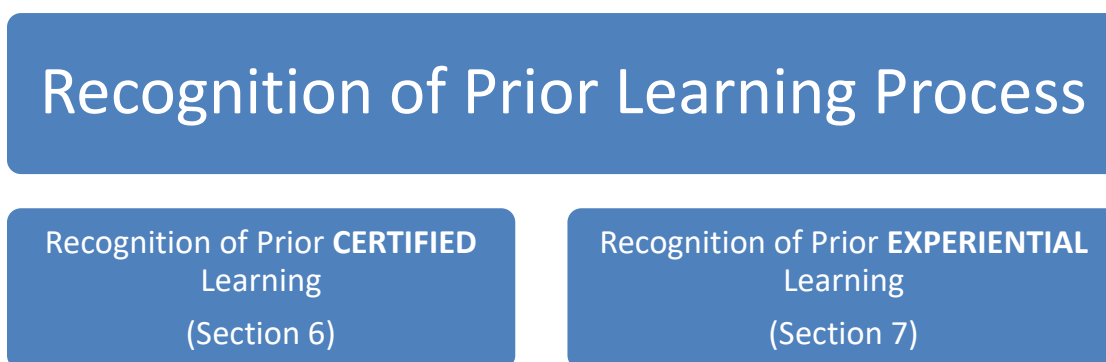 Recognition of Prior Learning Process
Recognition of Prior CERTIFIED
Learning
(Section 6)
Recognition of Prior EXPERIENTIAL
Learning
(Section 7)